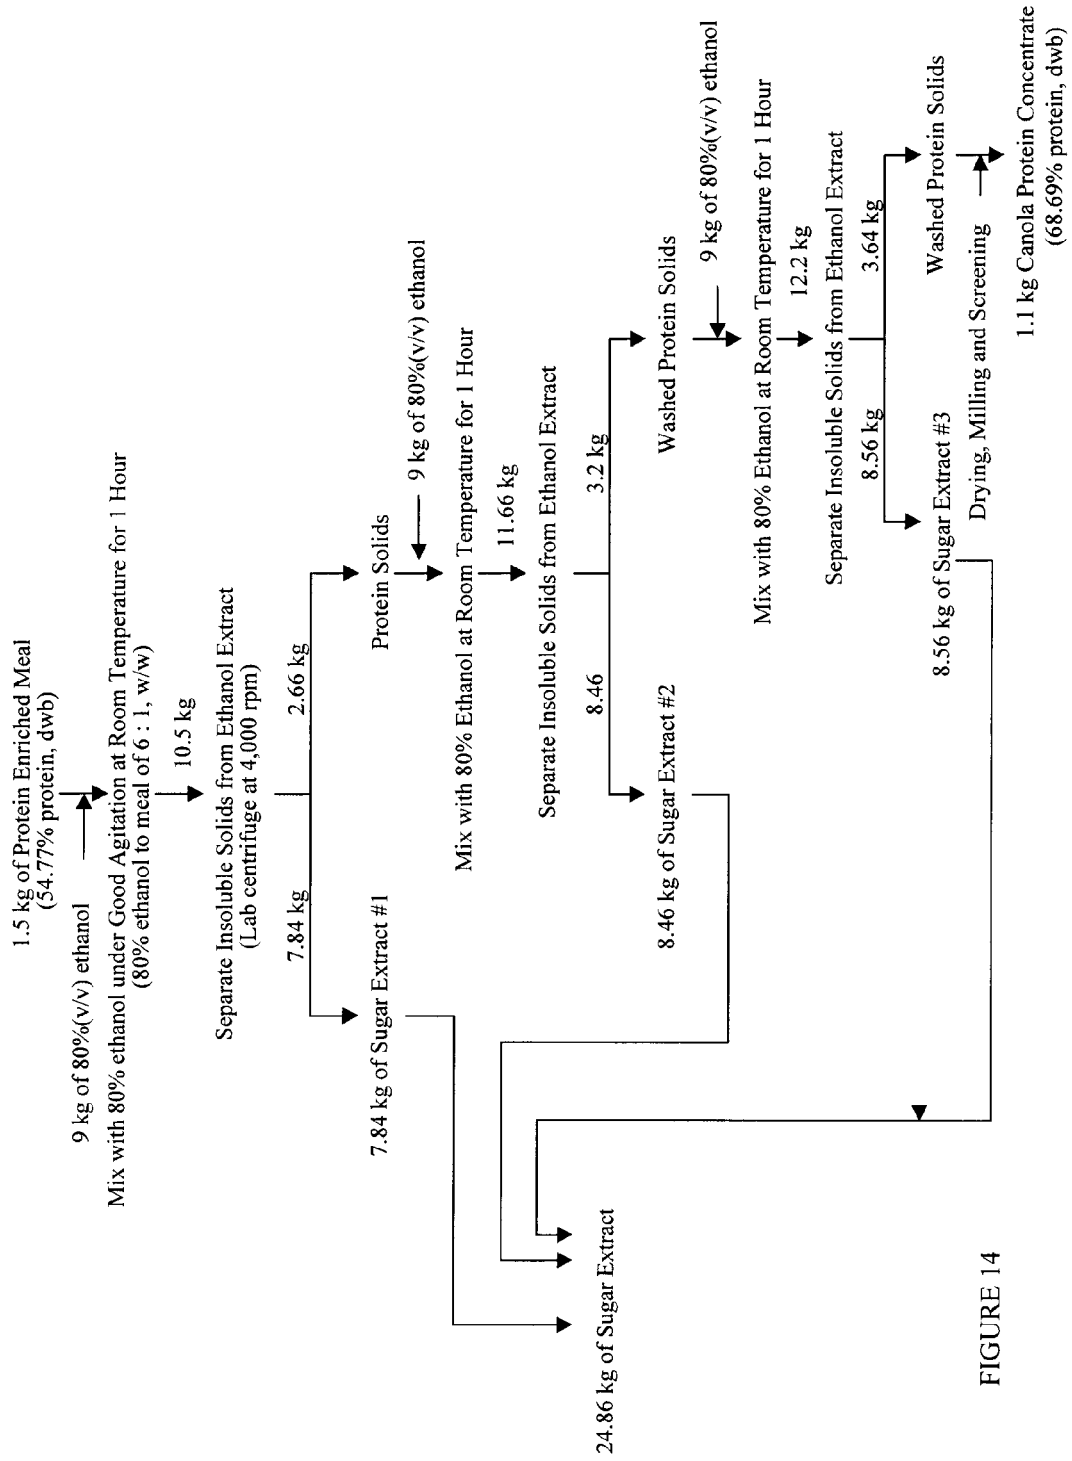 1.5 kg of Protein Enriched Meal
(54.77% protein, dwb)
9 kg of 80%(v/v) ethanol
Mix with 80% ethanol under Good Agitation at Room Temperature for 1 Hour
(80% ethanol to meal of 6 : 1, w/w)
10.5 kg
Separate Insoluble Solids from Ethanol Extract
(Lab centrifuge at 4,000 rpm)
7.84 kg
2.66 kg
7.84 kg of Sugar Extract #1
Protein Solids
9 kg of 80%(v/v) ethanol
Mix with 80% Ethanol at Room Temperature for 1 Hour
11.66 kg
Separate Insoluble Solids from Ethanol Extract
8.46
3.2 kg
8.46 kg of Sugar Extract #2
Washed Protein Solids
9 kg of 80%(v/v) ethanol
Mix with 80% Ethanol at Room Temperature for 1 Hour
12.2 kg
Separate Insoluble Solids from Ethanol Extract
8.56 kg
3.64 kg
8.56 kg of Sugar Extract #3
Washed Protein Solids
Drying, Milling and Screening
1.1 kg Canola Protein Concentrate
(68.69% protein, dwb)
24.86 kg of Sugar Extract
FIGURE 14